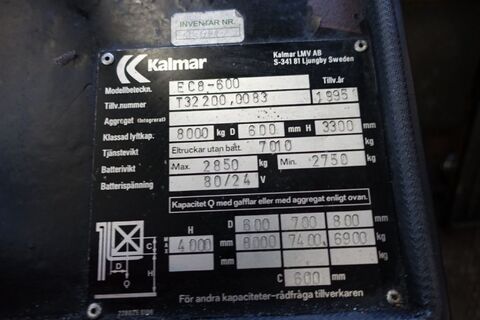 INVENTAR NR.
Kalmar
Kalmar LMV AB
S-341 81 Ljungby Sweden
Modellbeteckn. EC8-600 Tillv.år
Tillv.nummer T32200,0083 1995
Aggregat (Integrerat)
Klassad lyftkap. 8000 kg D 600 mm H 3300 mm
Tjänstevikt Eltruckar utan batt. 7010 kg
Batterivikt Max. 2850 kg Min. 2750 kg
Batterispänning 80/24 V
Kapacitet Q med gafflar eller med aggregat enligt ovan.
D 600 700 800 mm
H MAX 4000 mm 8000 7400 6900 kg
C 600 mm
C
D
H
Q
För andra kapaciteter-rådfråga tillverkaren